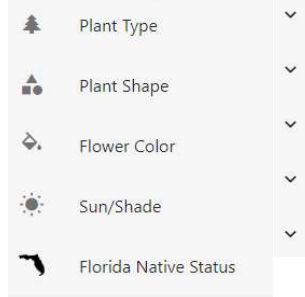 Plant Type
Plant Shape
Flower Color
Sun/Shade
Florida Native Status